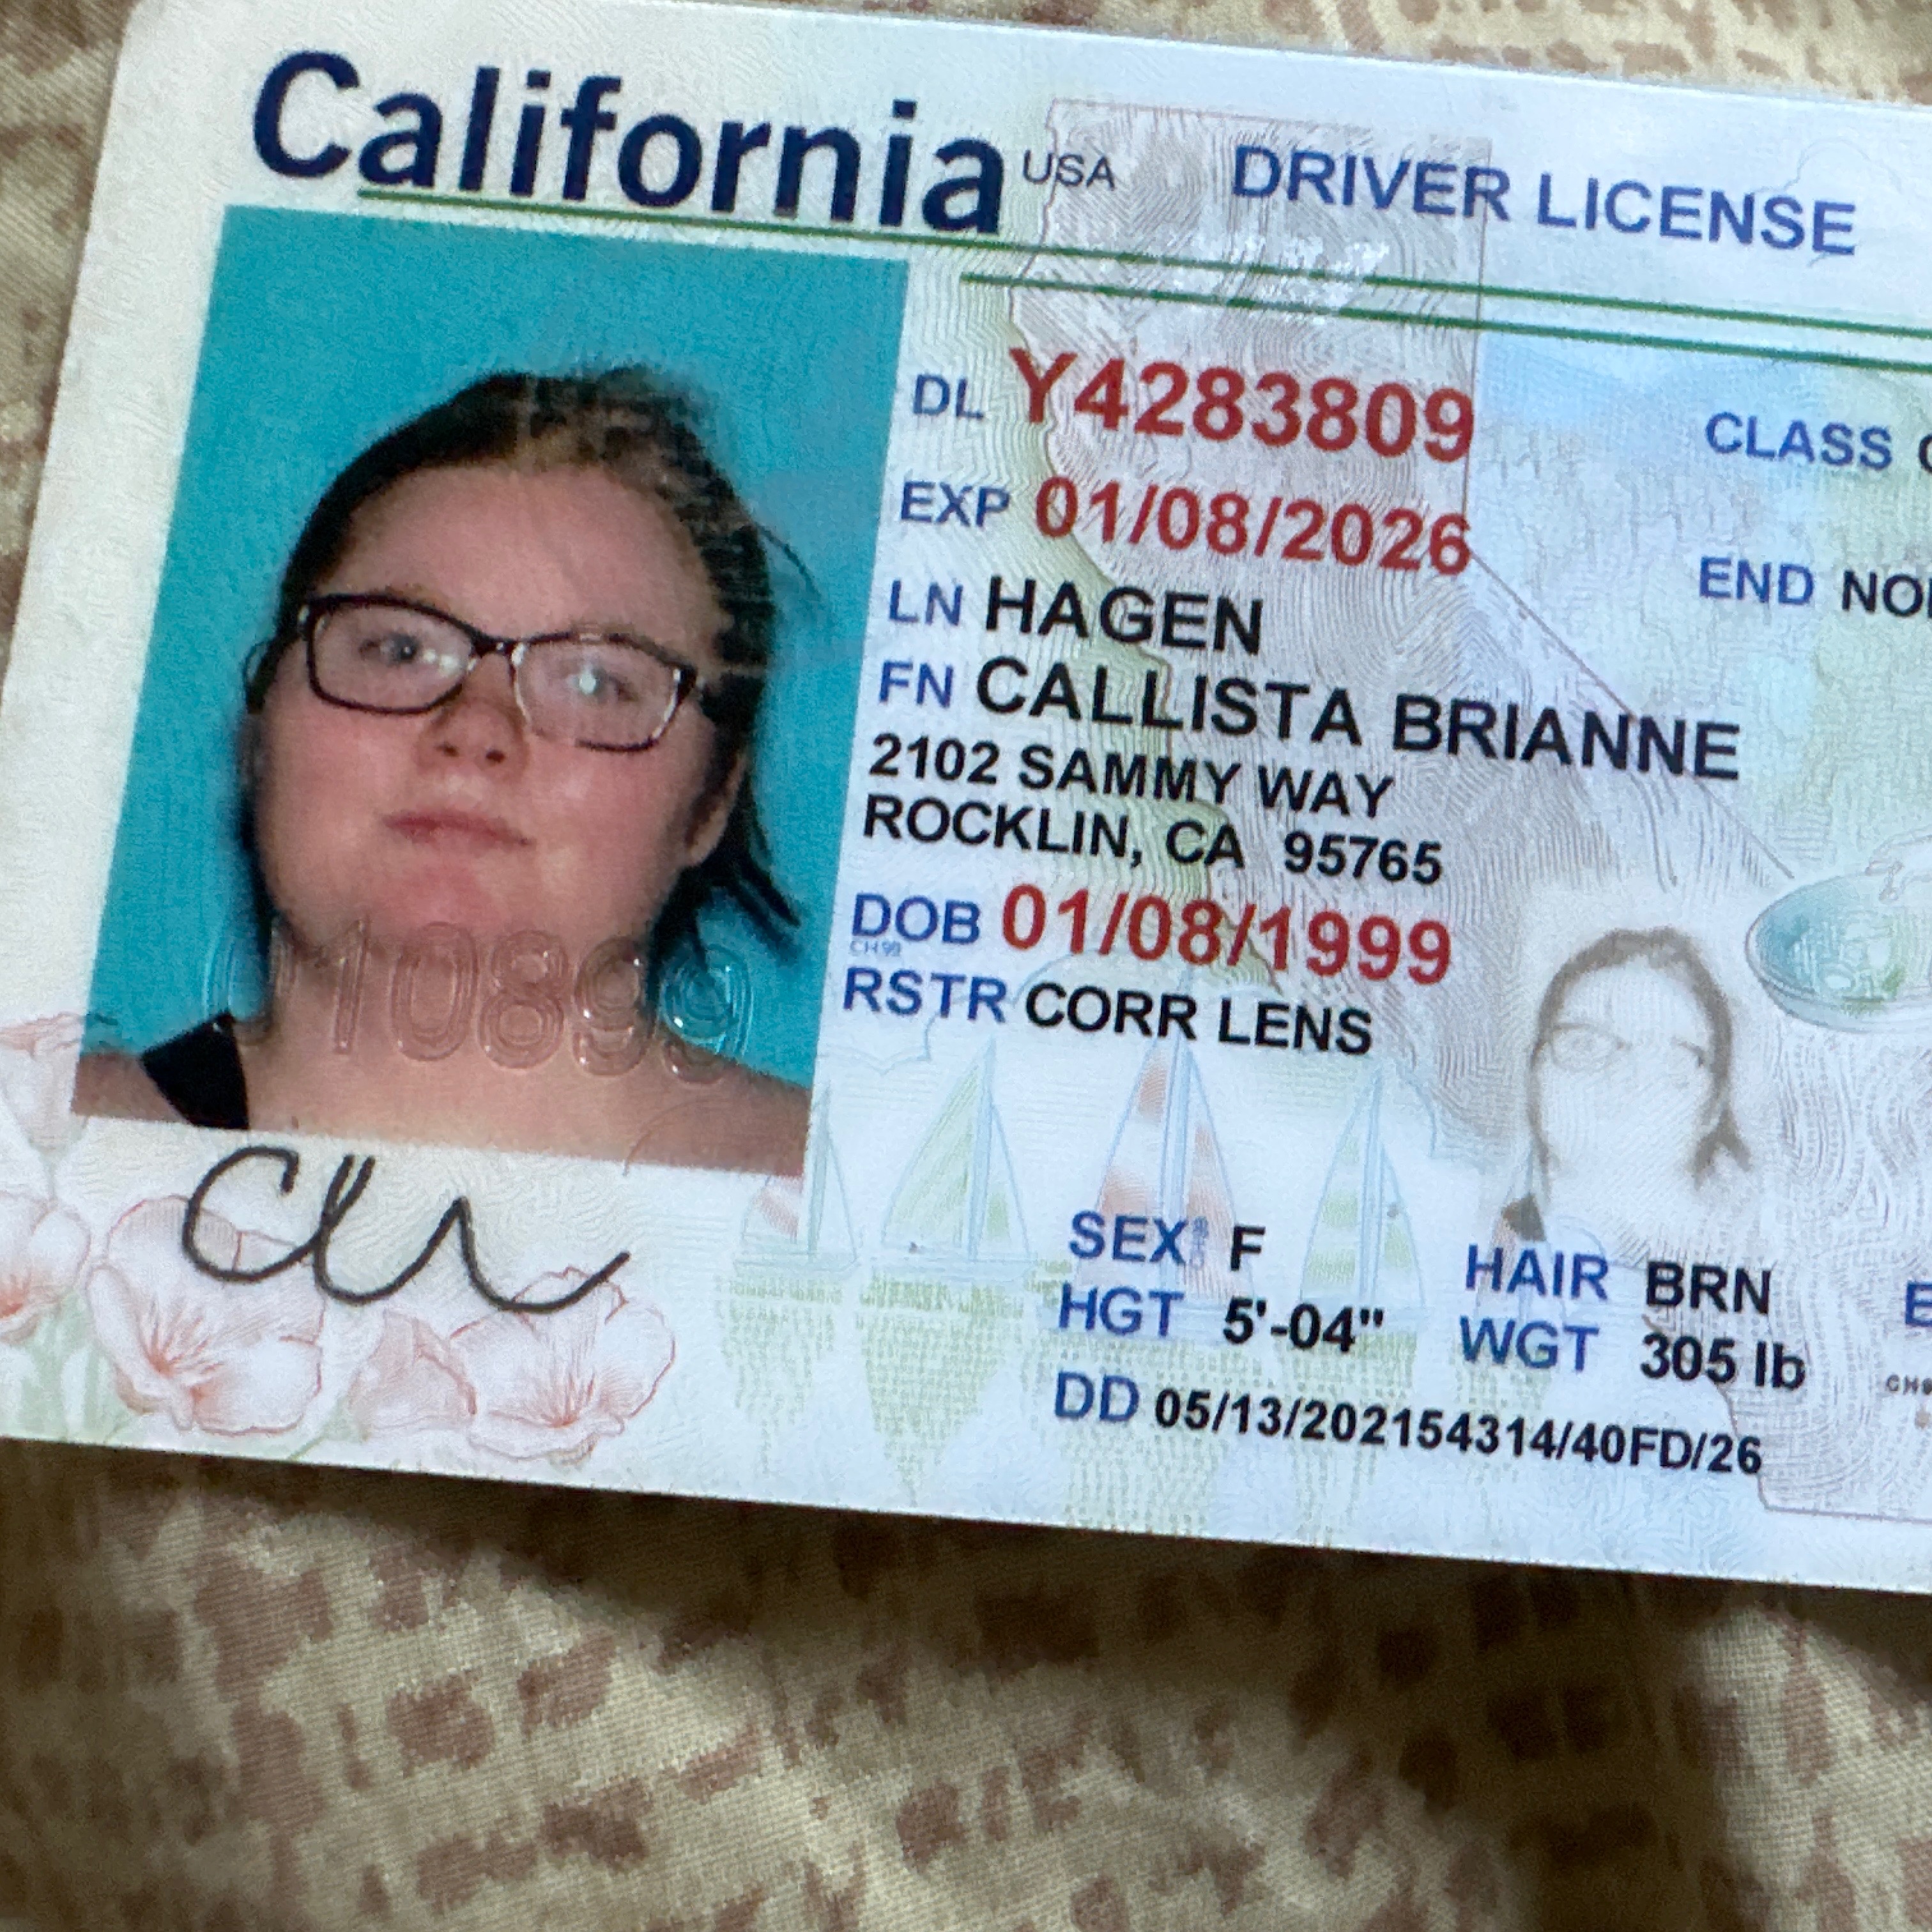 California USA DRIVER LICENSE
DL Y4283809
CLASS
EXP 01/08/2026
END
LN HAGEN
FN CALLISTA BRIANNE
2102 SAMMY WAY
ROCKLIN, CA 95765
DOB 01/08/1999
RSTR CORR LENS
010899
SEX F
HAIR BRN
HGT 5'-04"
WGT 305 lb
DD 05/13/202154314/40FD/26